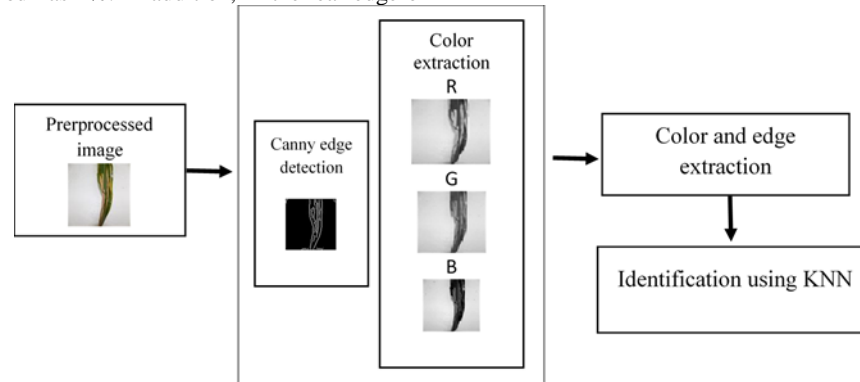 Prerprocessed
image
Canny edge
detection
Color
extraction
R
G
B
Color and edge
extraction
Identification using KNN